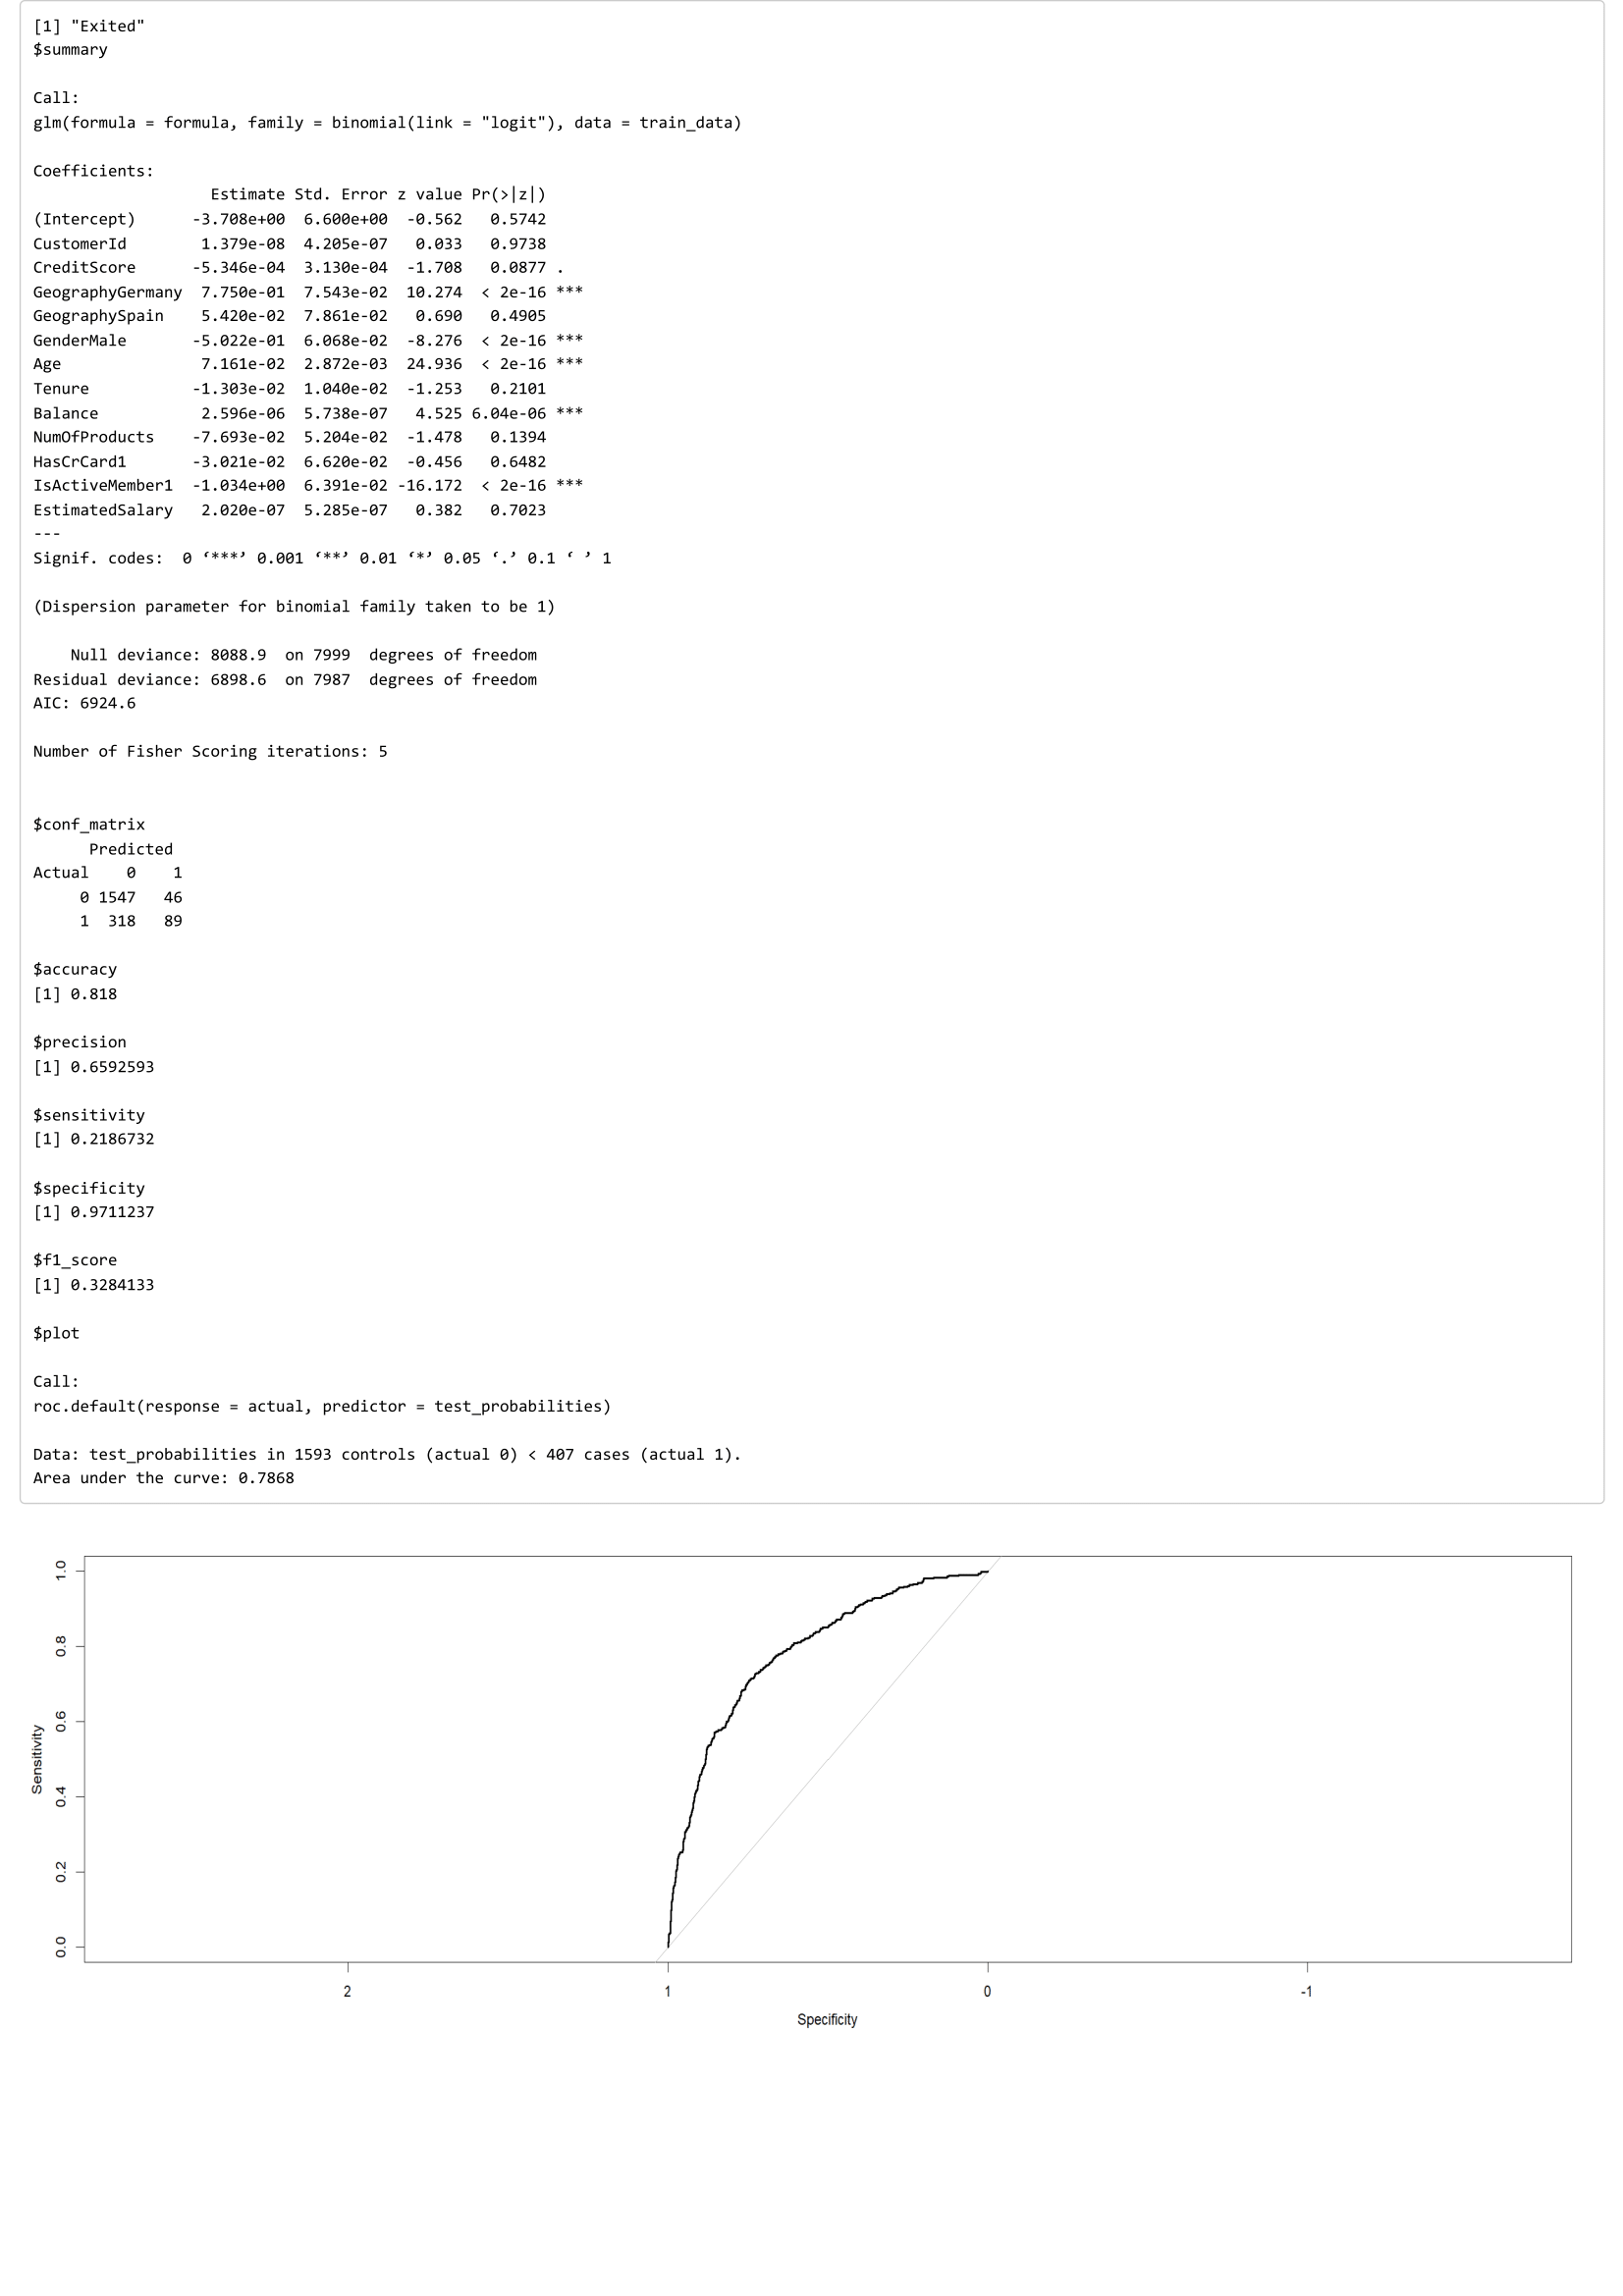 [1] "Exited"
$summary

Call:
glm(formula = formula, family = binomial(link = "logit"), data = train_data)

Coefficients:
                   Estimate Std. Error z value Pr(>|z|)
(Intercept)      -3.708e+00  6.600e+00  -0.562   0.5742
CustomerId        1.379e-08  4.205e-07   0.033   0.9738
CreditScore      -5.346e-04  3.130e-04  -1.708   0.0877 .
GeographyGermany  7.750e-01  7.543e-02  10.274  < 2e-16 ***
GeographySpain    5.420e-02  7.861e-02   0.690   0.4905
GenderMale       -5.022e-01  6.068e-02  -8.276  < 2e-16 ***
Age               7.161e-02  2.872e-03  24.936  < 2e-16 ***
Tenure           -1.303e-02  1.040e-02  -1.253   0.2101
Balance           2.596e-06  5.738e-07   4.525 6.04e-06 ***
NumOfProducts    -7.693e-02  5.204e-02  -1.478   0.1394
HasCrCard1       -3.021e-02  6.620e-02  -0.456   0.6482
IsActiveMember1  -1.034e+00  6.391e-02 -16.172  < 2e-16 ***
EstimatedSalary   2.020e-07  5.285e-07   0.382   0.7023
---
Signif. codes:  0 ‘***’ 0.001 ‘**’ 0.01 ‘*’ 0.05 ‘.’ 0.1 ‘ ’ 1

(Dispersion parameter for binomial family taken to be 1)

    Null deviance: 8088.9  on 7999  degrees of freedom
Residual deviance: 6898.6  on 7987  degrees of freedom
AIC: 6924.6

Number of Fisher Scoring iterations: 5


$conf_matrix
      Predicted
Actual    0    1
     0 1547   46
     1  318   89

$accuracy
[1] 0.818

$precision
[1] 0.6592593

$sensitivity
[1] 0.2186732

$specificity
[1] 0.9711237

$f1_score
[1] 0.3284133

$plot

Call:
roc.default(response = actual, predictor = test_probabilities)

Data: test_probabilities in 1593 controls (actual 0) < 407 cases (actual 1).
Area under the curve: 0.7868
1.0
0.8
0.6
Sensitivity
0.4
0.2
0.0
2 1 0 -1
Specificity